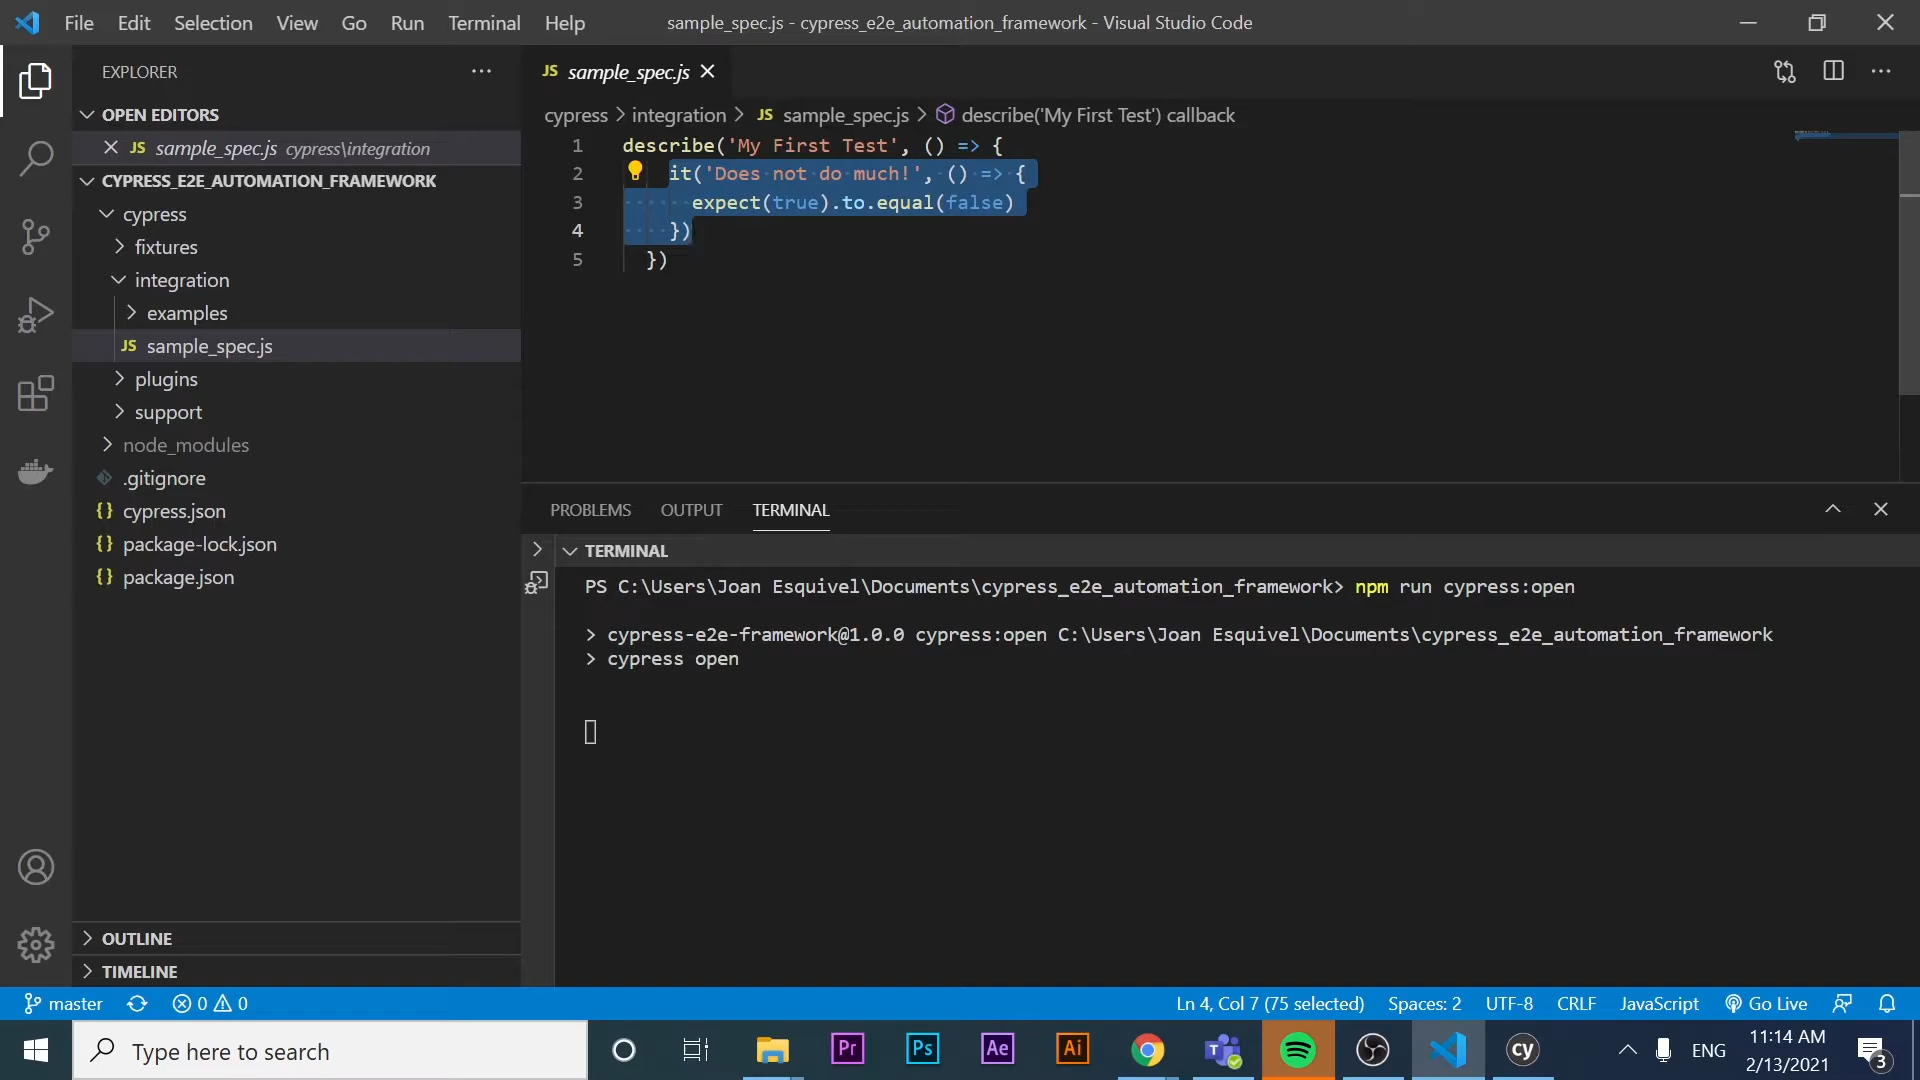 File Edit Selection View Go Run Terminal Help
sample_spec.js - cypress_e2e_automation_framework - Visual Studio Code
EXPLORER
OPEN EDITORS
JS sample_spec.js cypress\integration
CYPRESS_E2E_AUTOMATION_FRAMEWORK
cypress
fixtures
integration
examples
JS sample_spec.js
plugins
support
node_modules
.gitignore
{} cypress.json
{} package-lock.json
{} package.json
OUTLINE
TIMELINE
JS sample_spec.js
cypress > integration > JS sample_spec.js > describe('My First Test') callback
1 describe('My First Test', () => {
2 it('Does not do much!', () => {
3 expect(true).to.equal(false)
4 })
5 })
PROBLEMS OUTPUT TERMINAL
TERMINAL
PS C:\Users\Joan Esquivel\Documents\cypress_e2e_automation_framework> npm run cypress:open
> cypress-e2e-framework@1.0.0 cypress:open C:\Users\Joan Esquivel\Documents\cypress_e2e_automation_framework
> cypress open
master 0 0 Ln 4, Col 7 (75 selected) Spaces: 2 UTF-8 CRLF JavaScript Go Live
Type here to search
Pr Ps Ae Ai cy
ENG
11:14 AM
2/13/2021
3